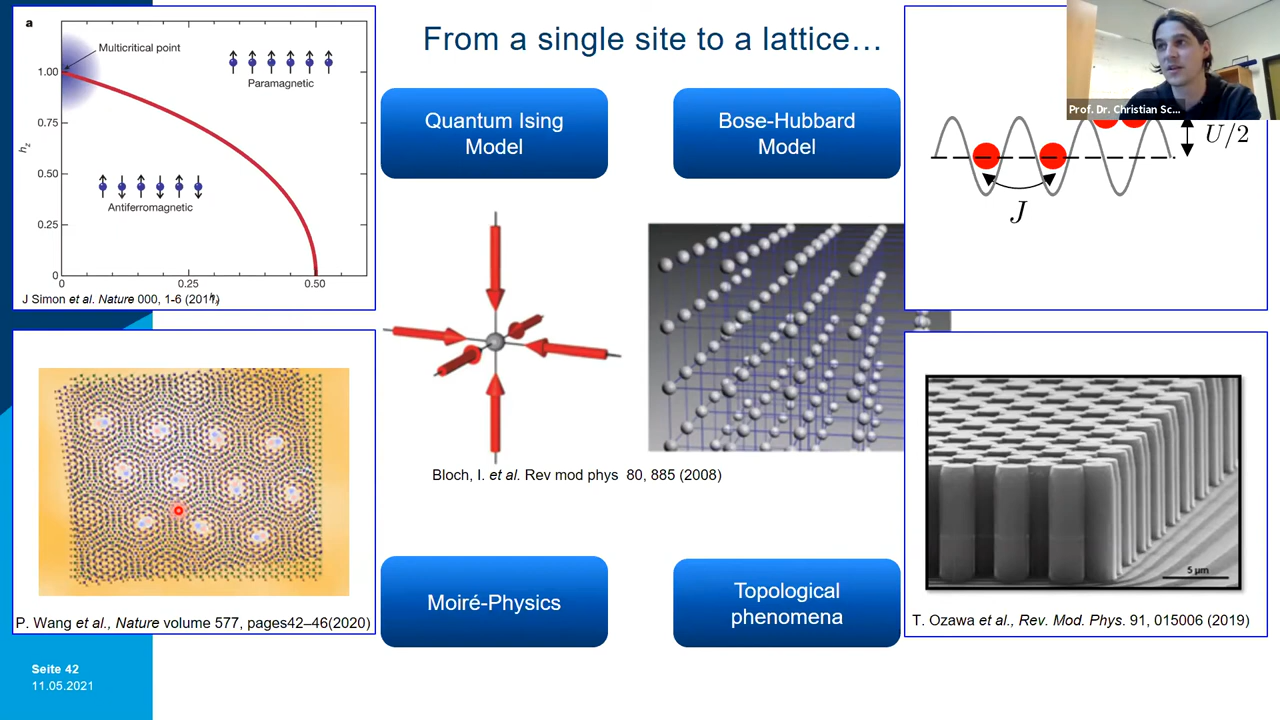 From a single site to a lattice…
a
Multicritical point
1.00
0.75
0.50
0.25
0
h_z
Paramagnetic
Antiferromagnetic
0
0.25
0.50
J Simon et al. Nature 000, 1-6 (2011)
Quantum Ising
Model
Bose-Hubbard
Model
Prof. Dr. Christian Sc...
U/2
J
Bloch, I. et al. Rev mod phys 80, 885 (2008)
Moiré-Physics
Topological
phenomena
P. Wang et al., Nature volume 577, pages42–46(2020)
5 µm
T. Ozawa et al., Rev. Mod. Phys. 91, 015006 (2019)
Seite 42
11.05.2021